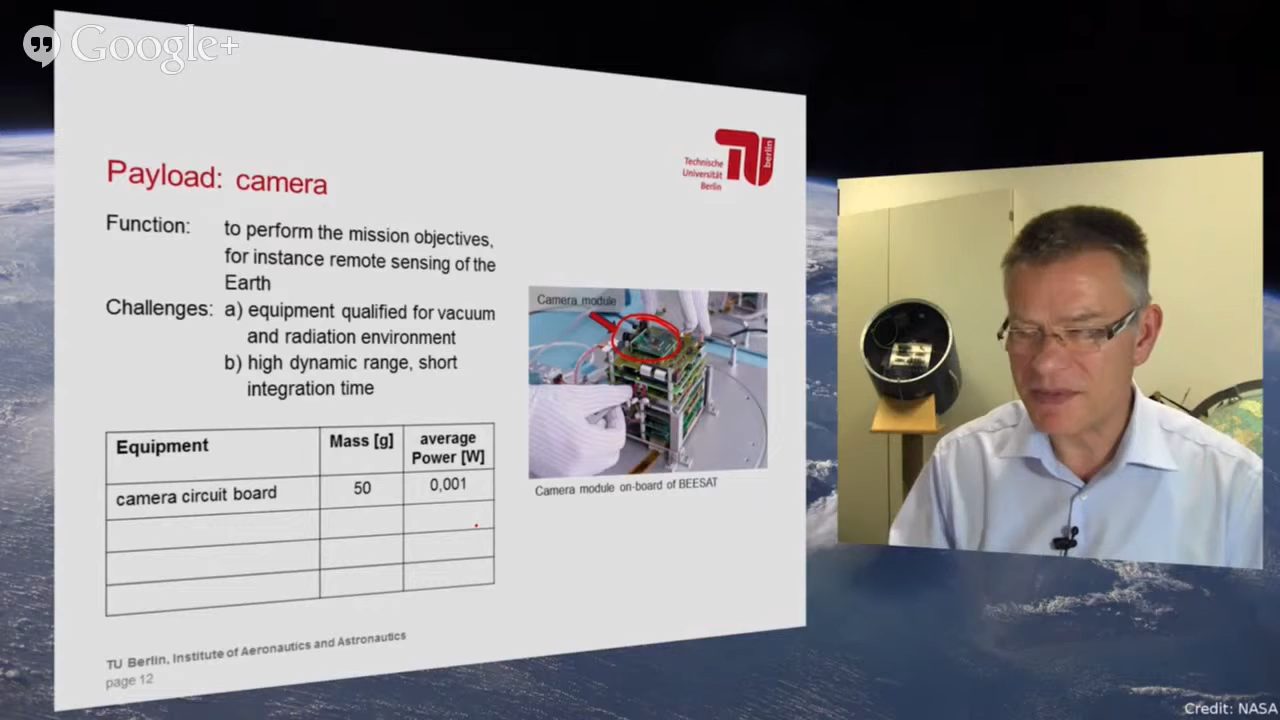 Google+
Technische
Universität
Berlin
berlin
Payload: camera
Function: to perform the mission objectives,
for instance remote sensing of the
Earth
Challenges: a) equipment qualified for vacuum
and radiation environment
b) high dynamic range, short
integration time
Camera module
Camera module on-board of BEESAT
Equipment Mass [g] average
Power [W]
camera circuit board 50 0,001
TU Berlin, Institute of Aeronautics and Astronautics
page 12
Credit: NASA